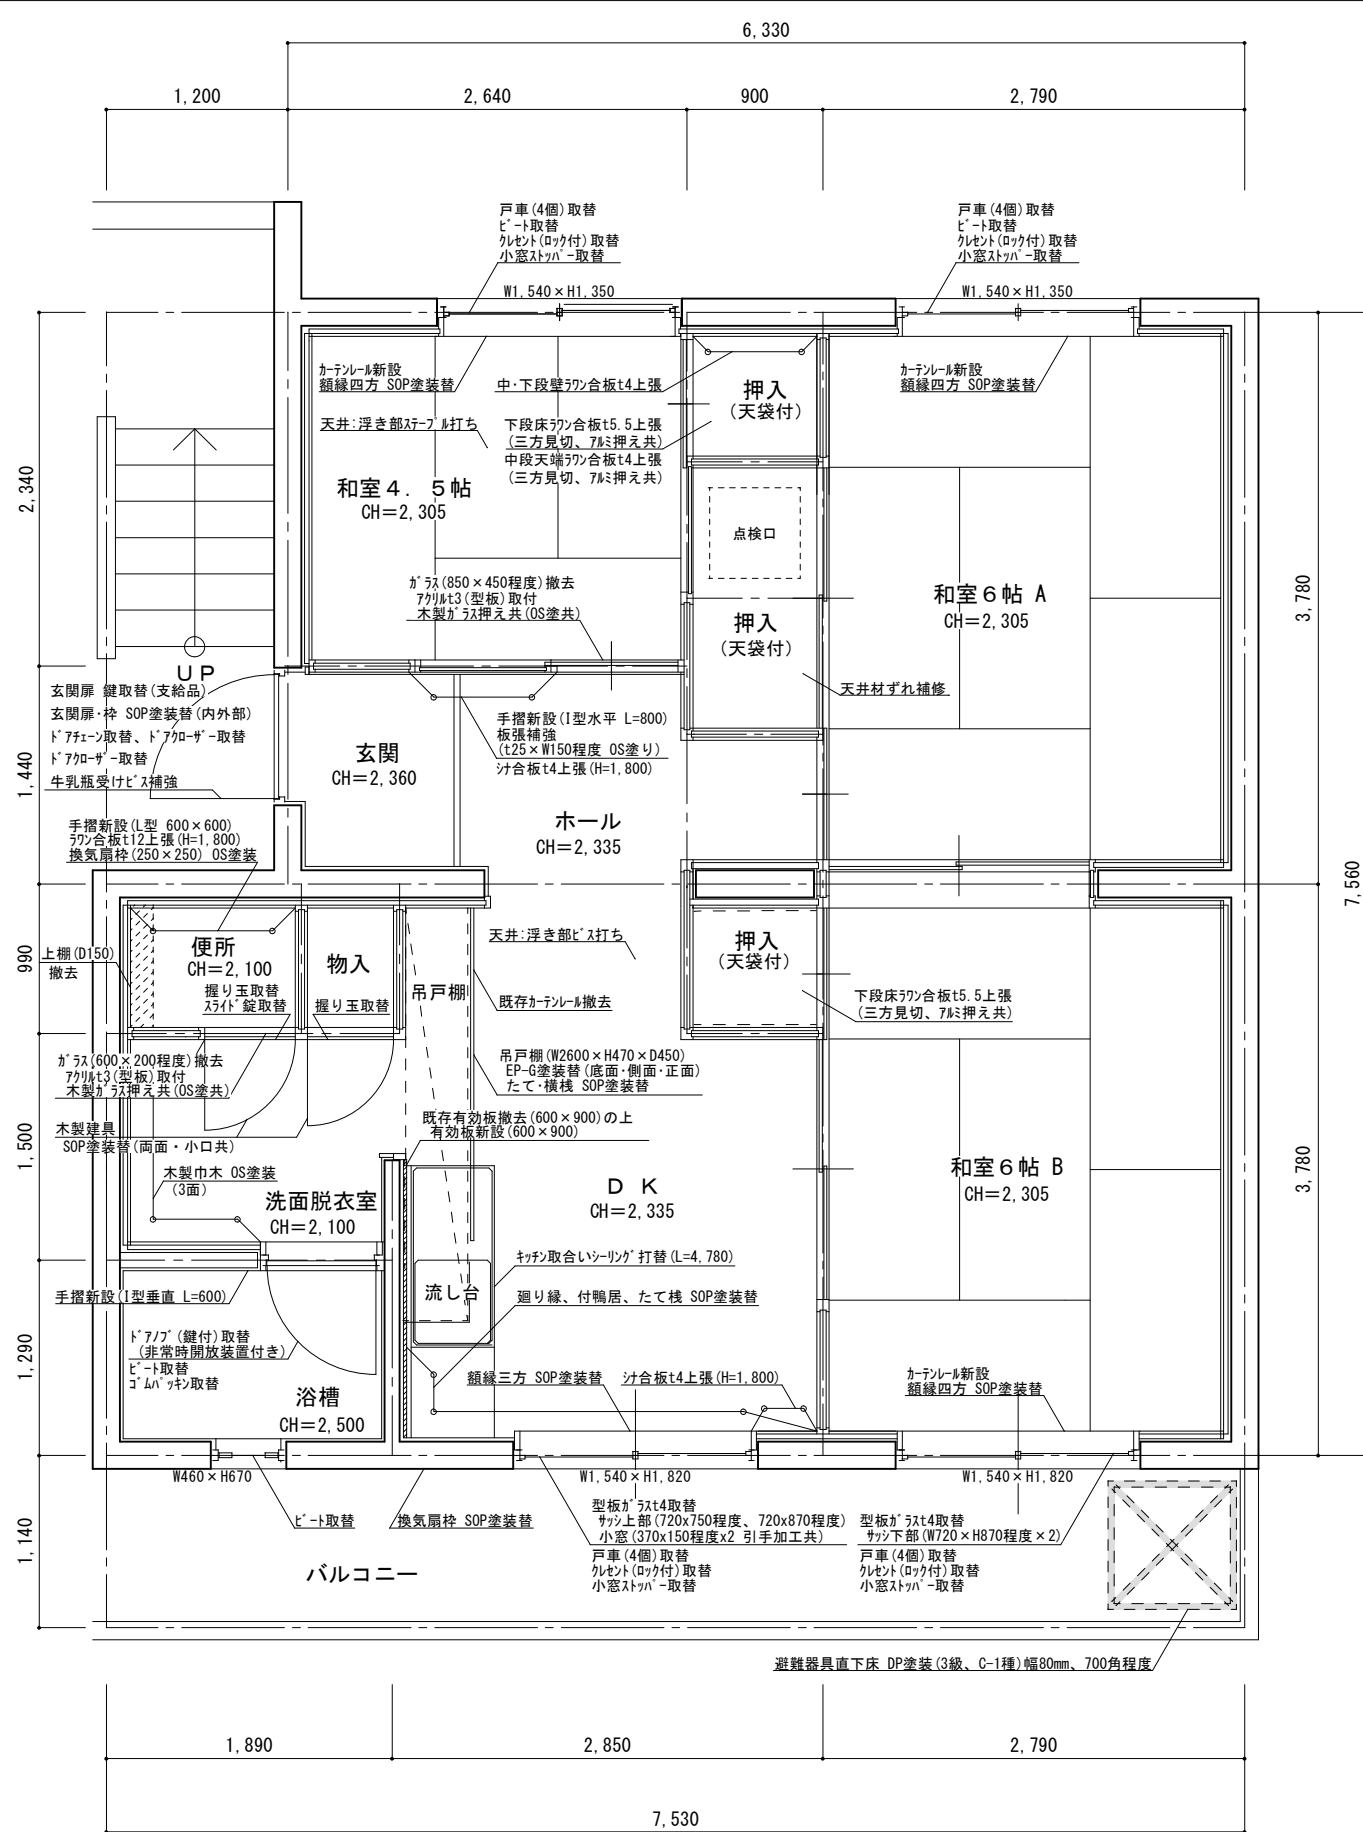 6,330
1,200
2,640
900
2,790
戸車(4個)取替
ビート取替
クレセント(ロック付)取替
小窓ストッパー取替
W1,540×H1,350
戸車(4個)取替
ビート取替
クレセント(ロック付)取替
小窓ストッパー取替
W1,540×H1,350
カーテンレール新設
額縁四方 SOP塗装替
中・下段壁ラワン合板t4上張
押入
(天袋付)
カーテンレール新設
額縁四方 SOP塗装替
天井:浮き部ステープル打ち
下段床ラワン合板t5.5上張
(三方見切、アルミ押え共)
中段天端ラワン合板t4上張
(三方見切、アルミ押え共)
和室4.5帖
CH=2,305
点検口
2,340
ガラス(850×450程度)撤去
アクリルt3(型板)取付
木製ガラス押え共(OS塗共)
和室6帖 A
CH=2,305
3,780
押入
(天袋付)
天井材ずれ補修
UP
玄関扉 鍵取替(支給品)
玄関扉・枠 SOP塗装替(内外部)
ドアチェーン取替、ドアクローザー取替
ドアクローザー取替
牛乳瓶受けビス補強
玄関
CH=2,360
手摺新設(I型水平 L=800)
板張補強
(t25×W150程度 OS塗り)
シナ合板t4上張(H=1,800)
1,440
ホール
CH=2,335
手摺新設(L型 600×600)
ラワン合板t12上張(H=1,800)
換気扇枠(250×250) OS塗装
7,560
990
上棚(D150)
撤去
便所
CH=2,100
握り玉取替
スライド錠取替
物入
握り玉取替
吊戸棚
天井:浮き部ビス打ち
既存カーテンレール撤去
押入
(天袋付)
下段床ラワン合板t5.5上張
(三方見切、アルミ押え共)
ガラス(600×200程度)撤去
アクリルt3(型板)取付
木製ガラス押え共(OS塗共)
吊戸棚(W2600×H470×D450)
EP-G塗装替(底面・側面・正面)
たて・横桟 SOP塗装替
既存有効板撤去(600×900)の上
有効板新設(600×900)
1,500
木製建具
SOP塗装替(両面・小口共)
木製巾木 OS塗装
(3面)
洗面脱衣室
CH=2,100
DK
CH=2,335
和室6帖 B
CH=2,305
3,780
キッチン取合いシーリング打替(L=4,780)
流し台
廻り縁、付鴨居、たて桟 SOP塗装替
手摺新設(I型垂直 L=600)
1,290
ドアノブ(鍵付)取替
(非常時開放装置付き)
ビート取替
ゴムパッキン取替
浴槽
CH=2,500
額縁三方 SOP塗装替
シナ合板t4上張(H=1,800)
カーテンレール新設
額縁四方 SOP塗装替
W460×H670
W1,540×H1,820
W1,540×H1,820
1,140
ビート取替
換気扇枠 SOP塗装替
型板ガラスt4取替
サッシ上部(720x750程度、720x870程度)
小窓(370x150程度x2 引手加工共)
戸車(4個)取替
クレセント(ロック付)取替
小窓ストッパー取替
型板ガラスt4取替
サッシ下部(W720×H870程度×2)
戸車(4個)取替
クレセント(ロック付)取替
小窓ストッパー取替
バルコニー
避難器具直下床 DP塗装(3級、C-1種)幅80mm、700角程度
1,890
2,850
2,790
7,530